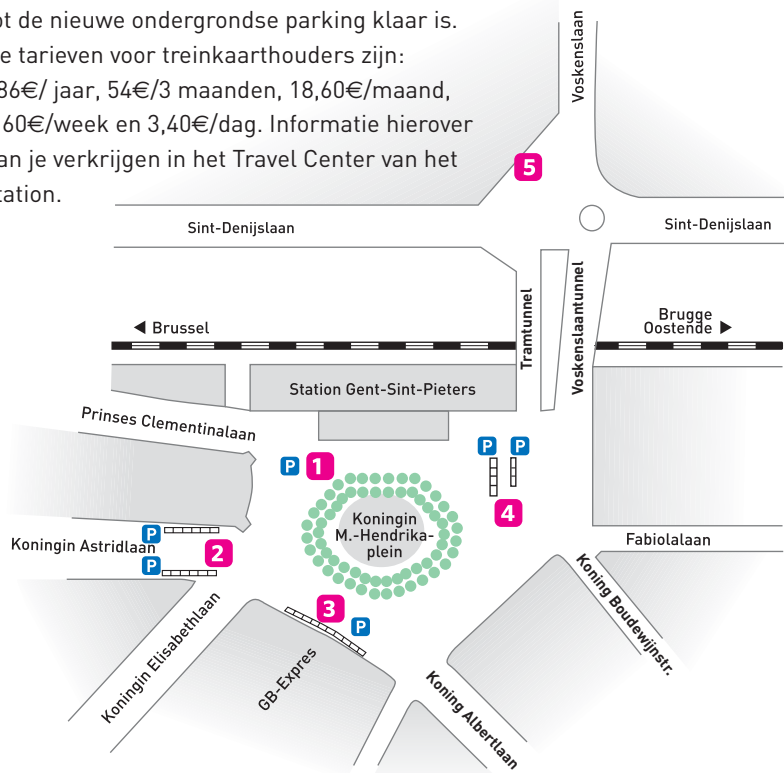 ot de nieuwe ondergrondse parking klaar is.
e tarieven voor treinkaarthouders zijn:
86€/ jaar, 54€/3 maanden, 18,60€/maand,
60€/week en 3,40€/dag. Informatie hierover
an je verkrijgen in het Travel Center van het
tation.
Voskenslaan
5
Sint-Denijslaan
Sint-Denijslaan
Brussel
Tramtunnel
Voskenslaantunnel
Brugge
Oostende
Station Gent-Sint-Pieters
Prinses Clementinalaan
P 1
P P
4
Koningin
M.-Hendrika-
plein
P
Koningin Astridlaan
2
P
Fabiolalaan
3
P
Koning Boudewijnstr.
Koningin Elisabethlaan
GB-Expres
Koning Albertlaan